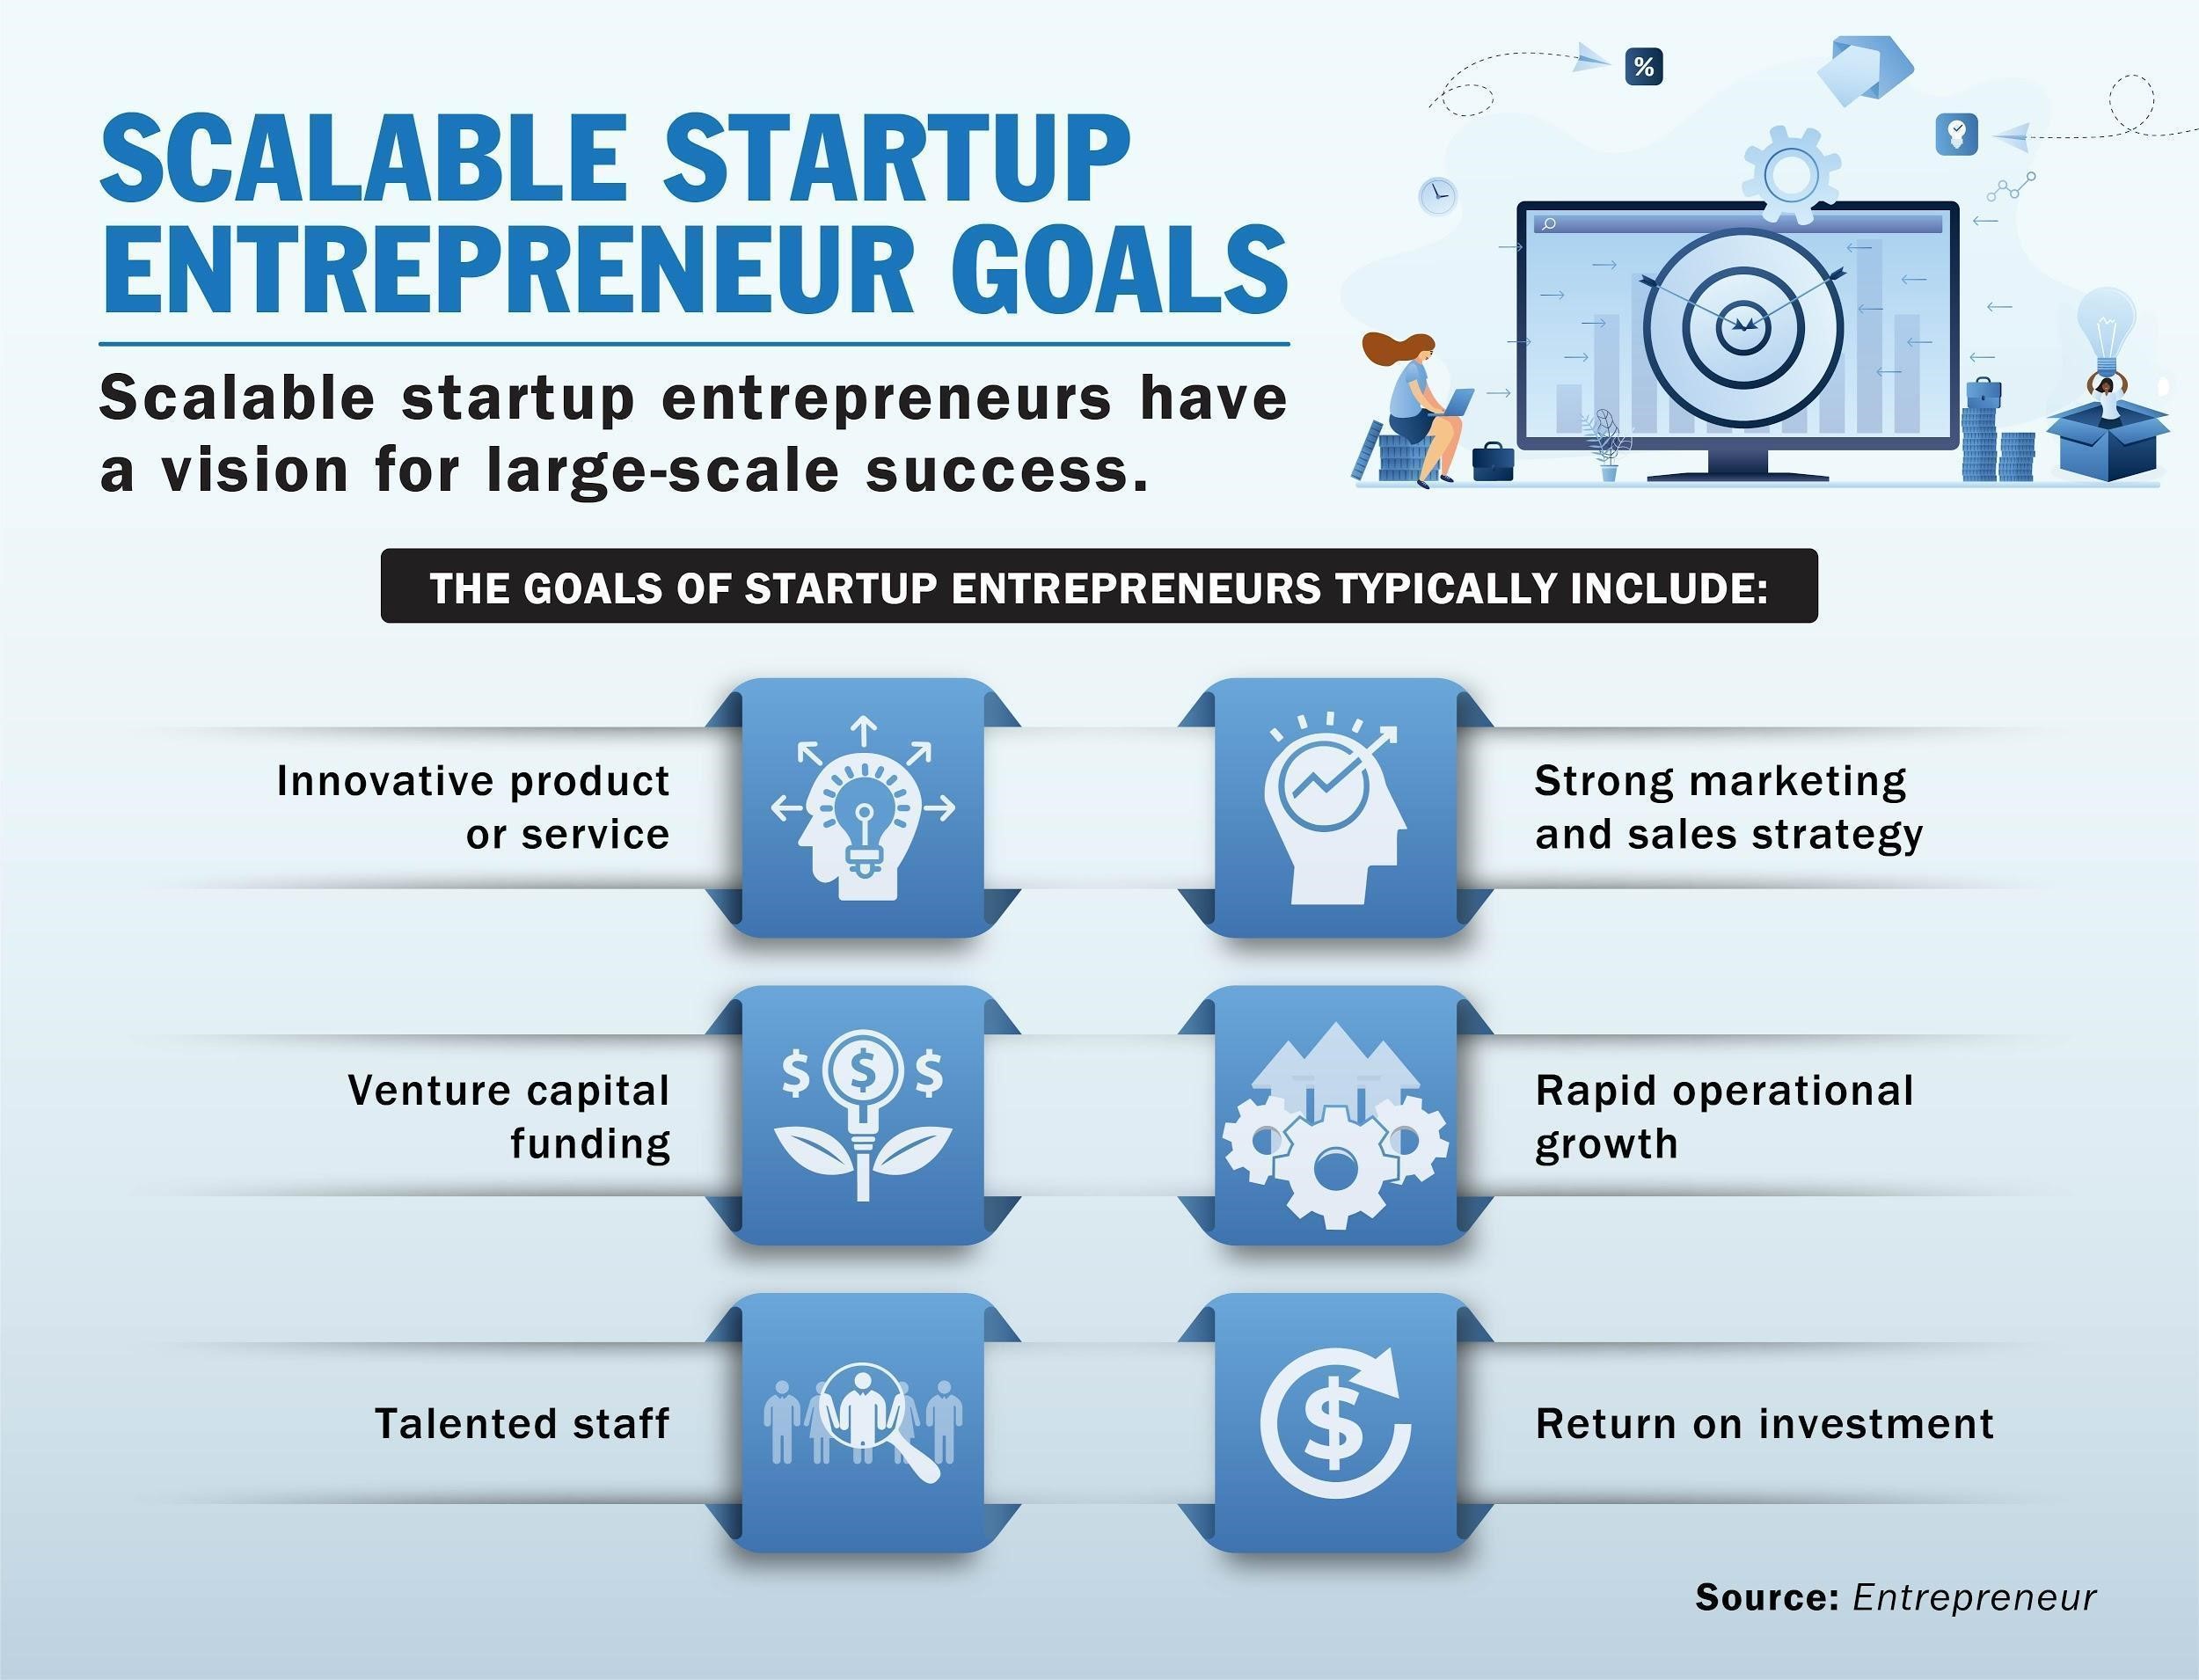 SCALABLE STARTUP
ENTREPRENEUR GOALS
Scalable startup entrepreneurs have
a vision for large-scale success.
%
THE GOALS OF STARTUP ENTREPRENEURS TYPICALLY INCLUDE:
Innovative product
or service
Strong marketing
and sales strategy
Venture capital
funding
$ $ $
Rapid operational
growth
Talented staff
$
Return on investment
Source: Entrepreneur